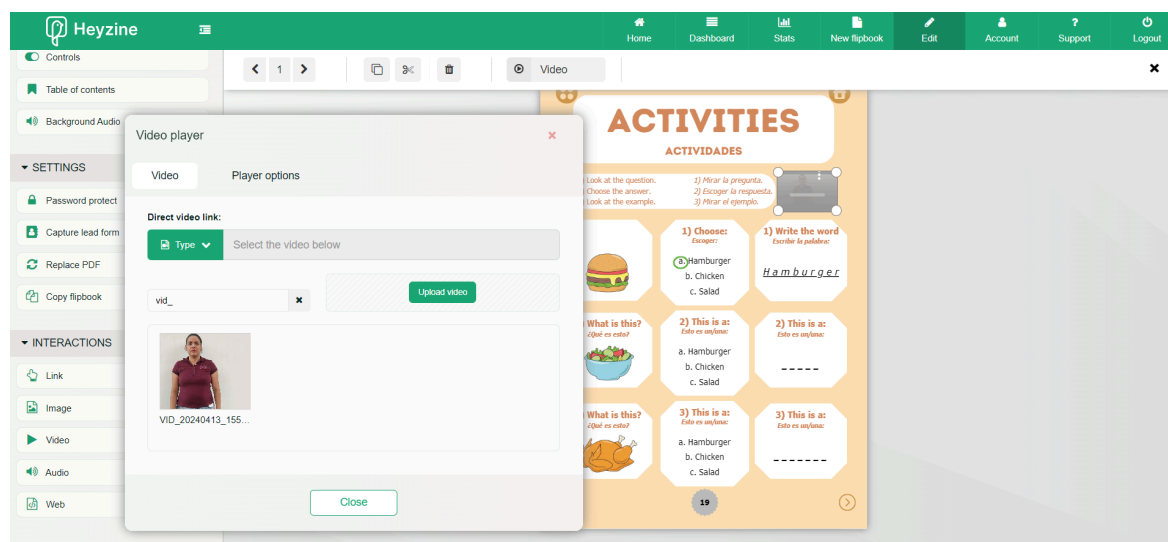 Heyzine
Home
Dashboard
Stats
New flipbook
Edit
Account
Support
Logout
Controls
Table of contents
Background Audio
SETTINGS
Password protect
Capture lead form
Replace PDF
Copy flipbook
INTERACTIONS
Link
Image
Video
Audio
Web
1
Video
Video player
Video
Player options
Direct video link:
Type
Select the video below
vid_
Upload video
VID_20240413_155...
Close
ACTIVITIES
ACTIVIDADES
Look at the question.
Choose the answer.
Look at the example.
1) Mirar la pregunta.
2) Escoger la respuesta.
3) Mirar el ejemplo.
1) Choose:
Escoger:
a. Hamburger
b. Chicken
c. Salad
1) Write the word
Escribir la palabra:
Hamburger
What is this?
¿Qué es esto?
2) This is a:
Esto es un/una:
a. Hamburger
b. Chicken
c. Salad
2) This is a:
Esto es un/una:
What is this?
¿Qué es esto?
3) This is a:
Esto es un/una:
a. Hamburger
b. Chicken
c. Salad
3) This is a:
Esto es un/una:
19